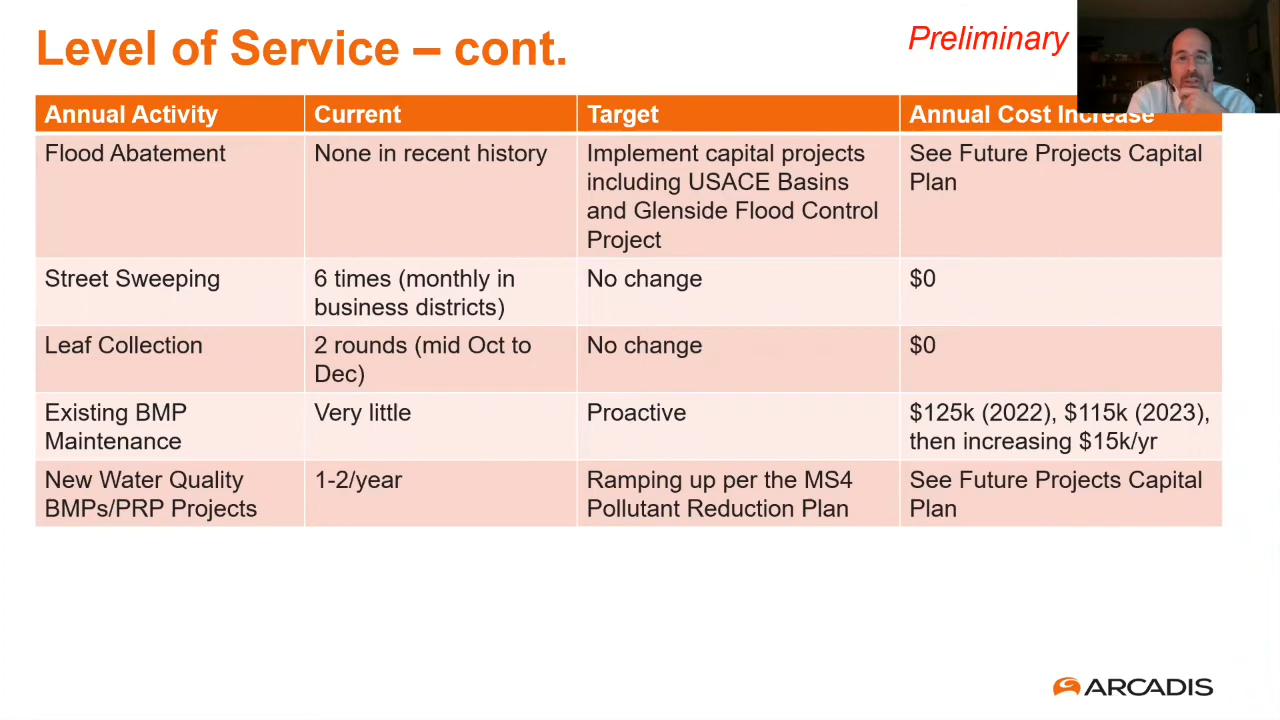 Level of Service – cont.
Preliminary
Annual Activity
Current
Target
Annual Cost Increase
Flood Abatement
None in recent history
Implement capital projects
including USACE Basins
and Glenside Flood Control
Project
See Future Projects Capital
Plan
Street Sweeping
6 times (monthly in
business districts)
No change
$0
Leaf Collection
2 rounds (mid Oct to
Dec)
No change
$0
Existing BMP
Maintenance
Very little
Proactive
$125k (2022), $115k (2023),
then increasing $15k/yr
New Water Quality
BMPs/PRP Projects
1-2/year
Ramping up per the MS4
Pollutant Reduction Plan
See Future Projects Capital
Plan
ARCADIS